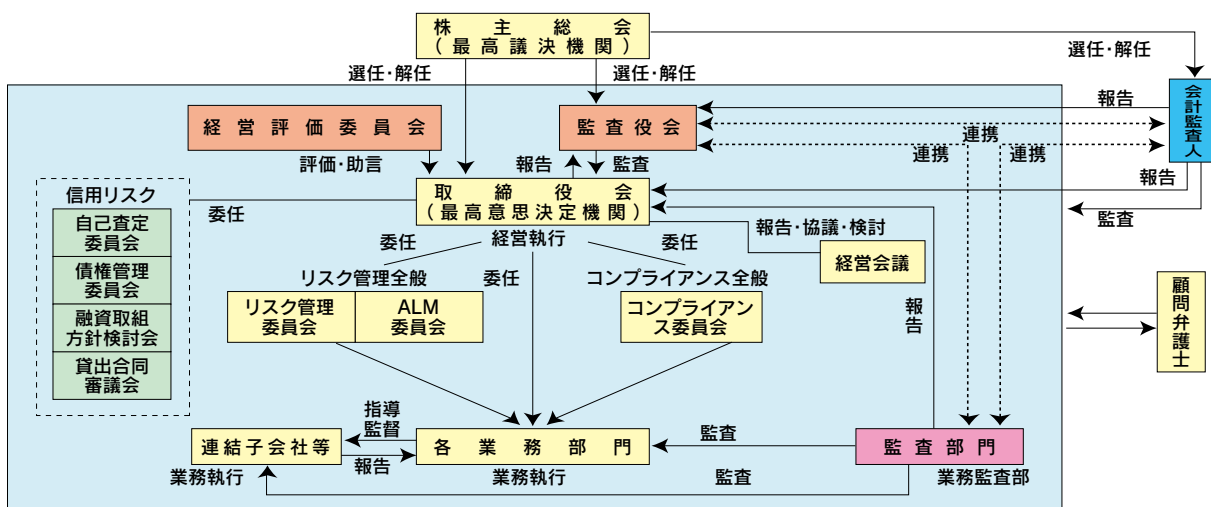 株主総会
(最高議決機関)
選任・解任
選任・解任
選任・解任
経営評価委員会
監査役会
報告
会計監査人
連携
連携
連携
評価・助言
報告
監査
報告
監査
信用リスク
自己査定
委員会
債権管理
委員会
融資取組
方針検討会
貸出合同
審議会
委任
取締役会
(最高意思決定機関)
経営執行
委任
委任
委任
報告・協議・検討
経営会議
リスク管理全般
コンプライアンス全般
リスク管理
委員会
ALM
委員会
コンプライアン
ス委員会
報告
顧問弁護士
指導
監督
連結子会社等
報告
業務執行
各業務部門
業務執行
監査
監査
監査部門
業務監査部